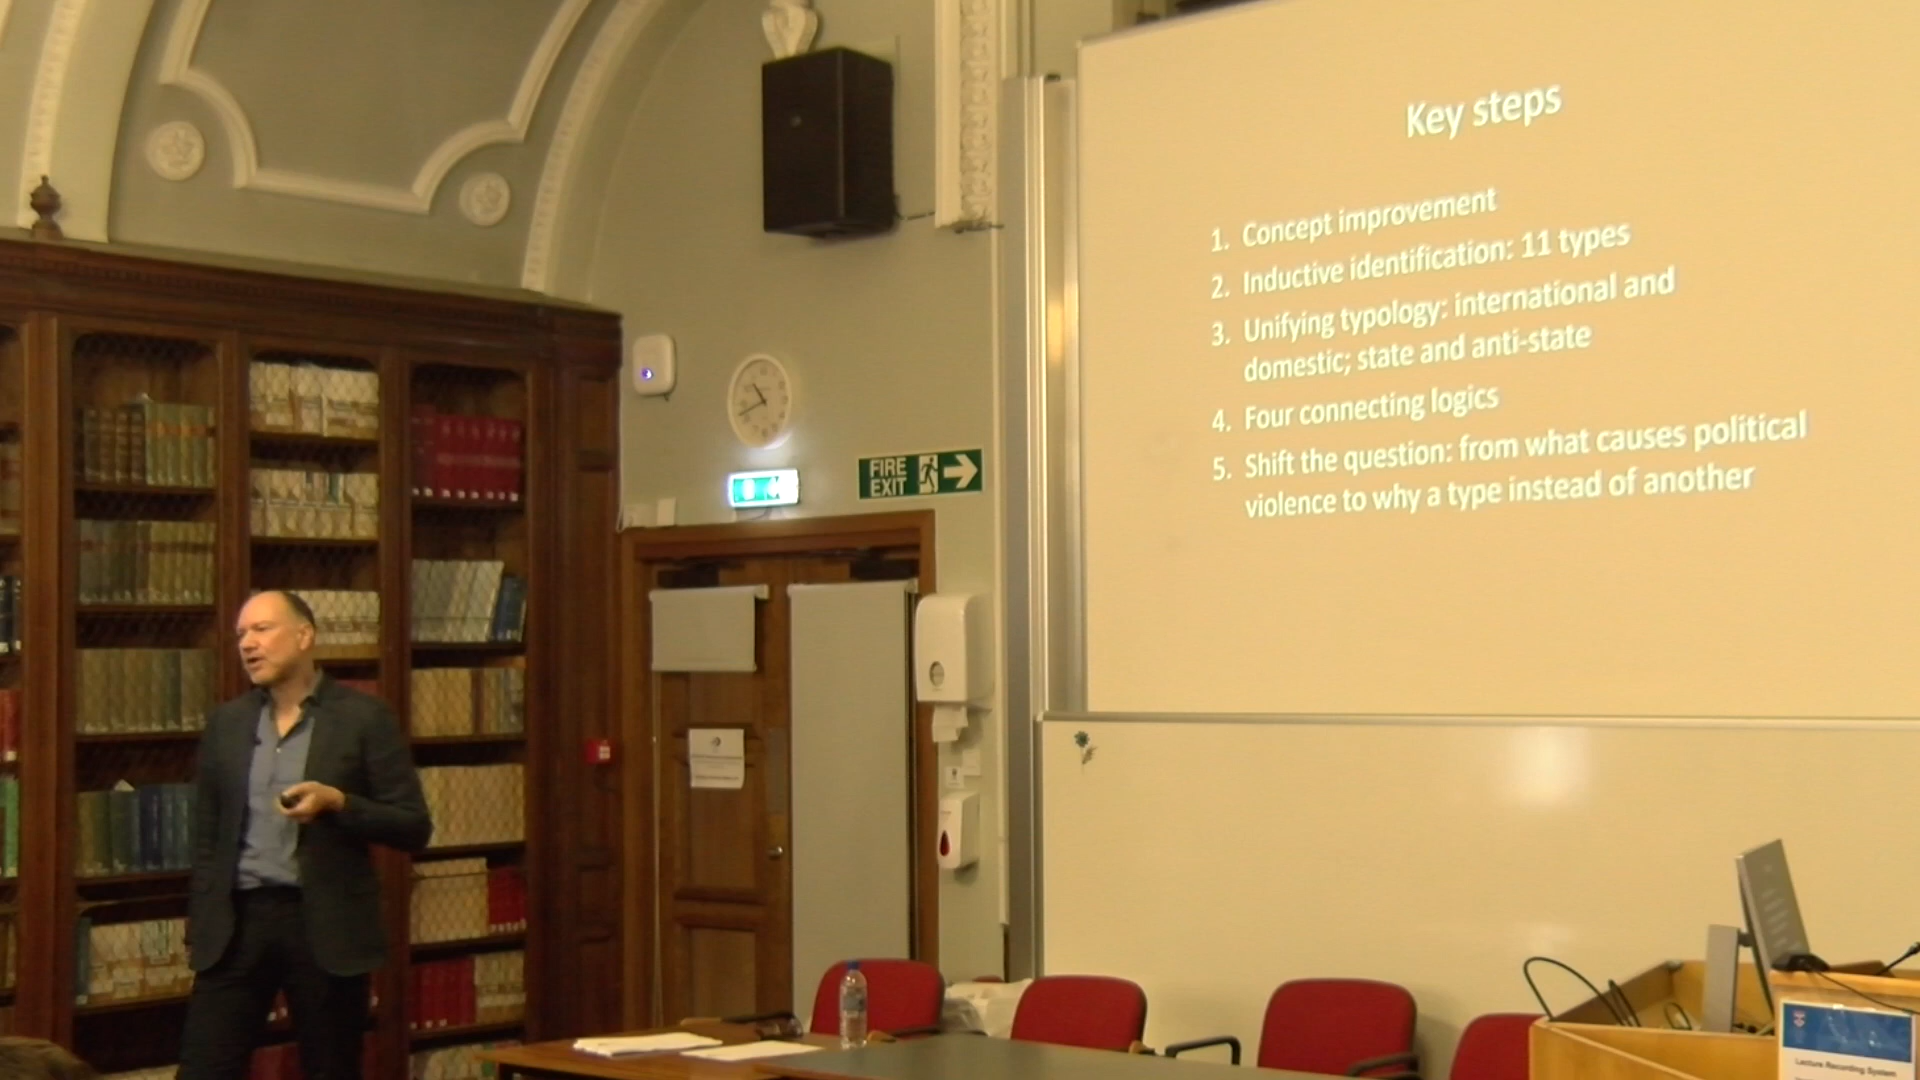 Key steps
1. Concept improvement
2. Inductive identification: 11 types
3. Unifying typology: international and
domestic; state and anti-state
4. Four connecting logics
5. Shift the question: from what causes political
violence to why a type instead of another
FIRE
EXIT
Lecture Recording System